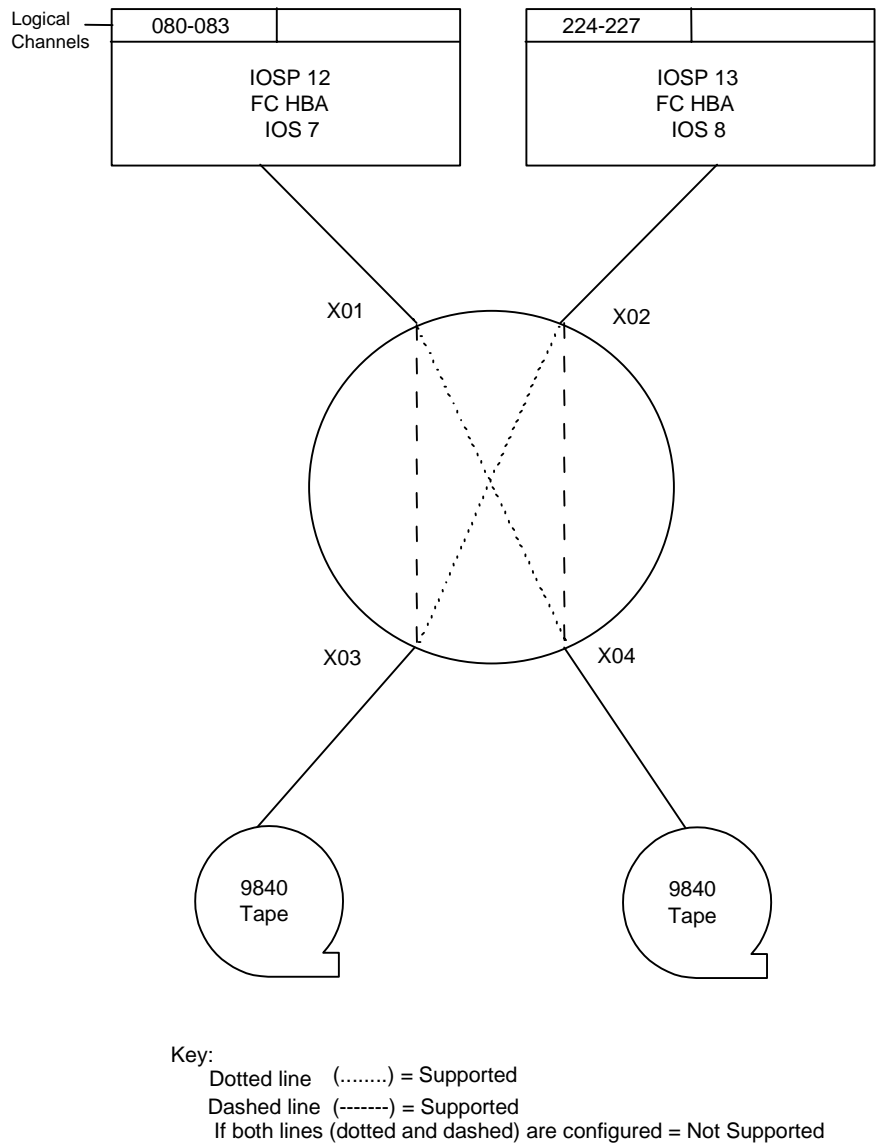 Logical
Channels
080-083
224-227
IOSP 12
FC HBA
IOS 7
IOSP 13
FC HBA
IOS 8
X01
X02
X03
X04
9840
Tape
9840
Tape
Key:
Dotted line (........) = Supported
Dashed line (-------) = Supported
If both lines (dotted and dashed) are configured = Not Supported